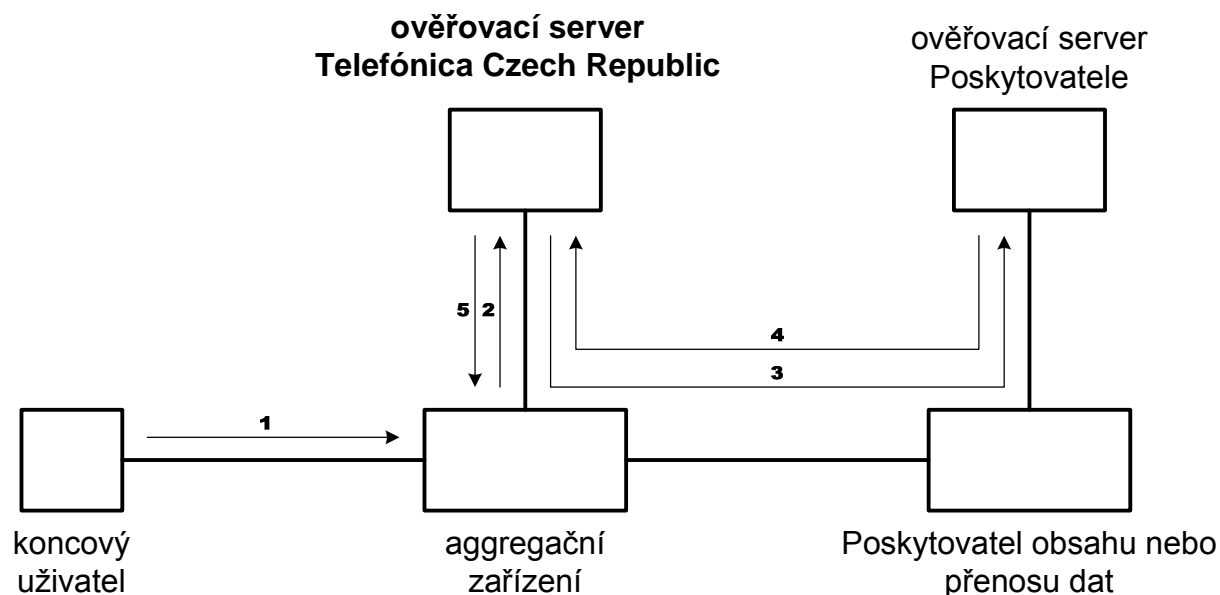 ověřovací server
Telefónica Czech Republic
ověřovací server
Poskytovatele
5
2
4
3
1
koncový
uživatel
aggregační
zařízení
Poskytovatel obsahu nebo
přenosu dat